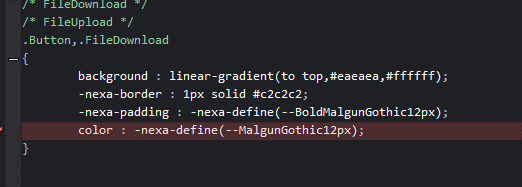 /* FileDownload */
/* FileUpload */
.Button,.FileDownload
{
background : linear-gradient(to top,#eaeaea,#ffffff);
-nexa-border : 1px solid #c2c2c2;
-nexa-padding : -nexa-define(--BoldMalgunGothic12px);
color : -nexa-define(--MalgunGothic12px);
}